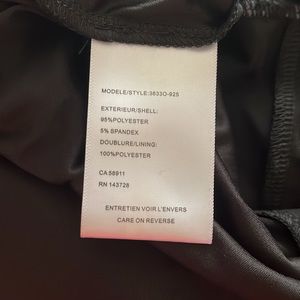 MODELE/STYLE:3633O-925
EXTERIEUR/SHELL:
95%POLYESTER
5% SPANDEX
DOUBLURE/LINING:
100%POLYESTER
CA 56911
RN 143728
ENTRETIEN VOIR L'ENVERS
CARE ON REVERSE